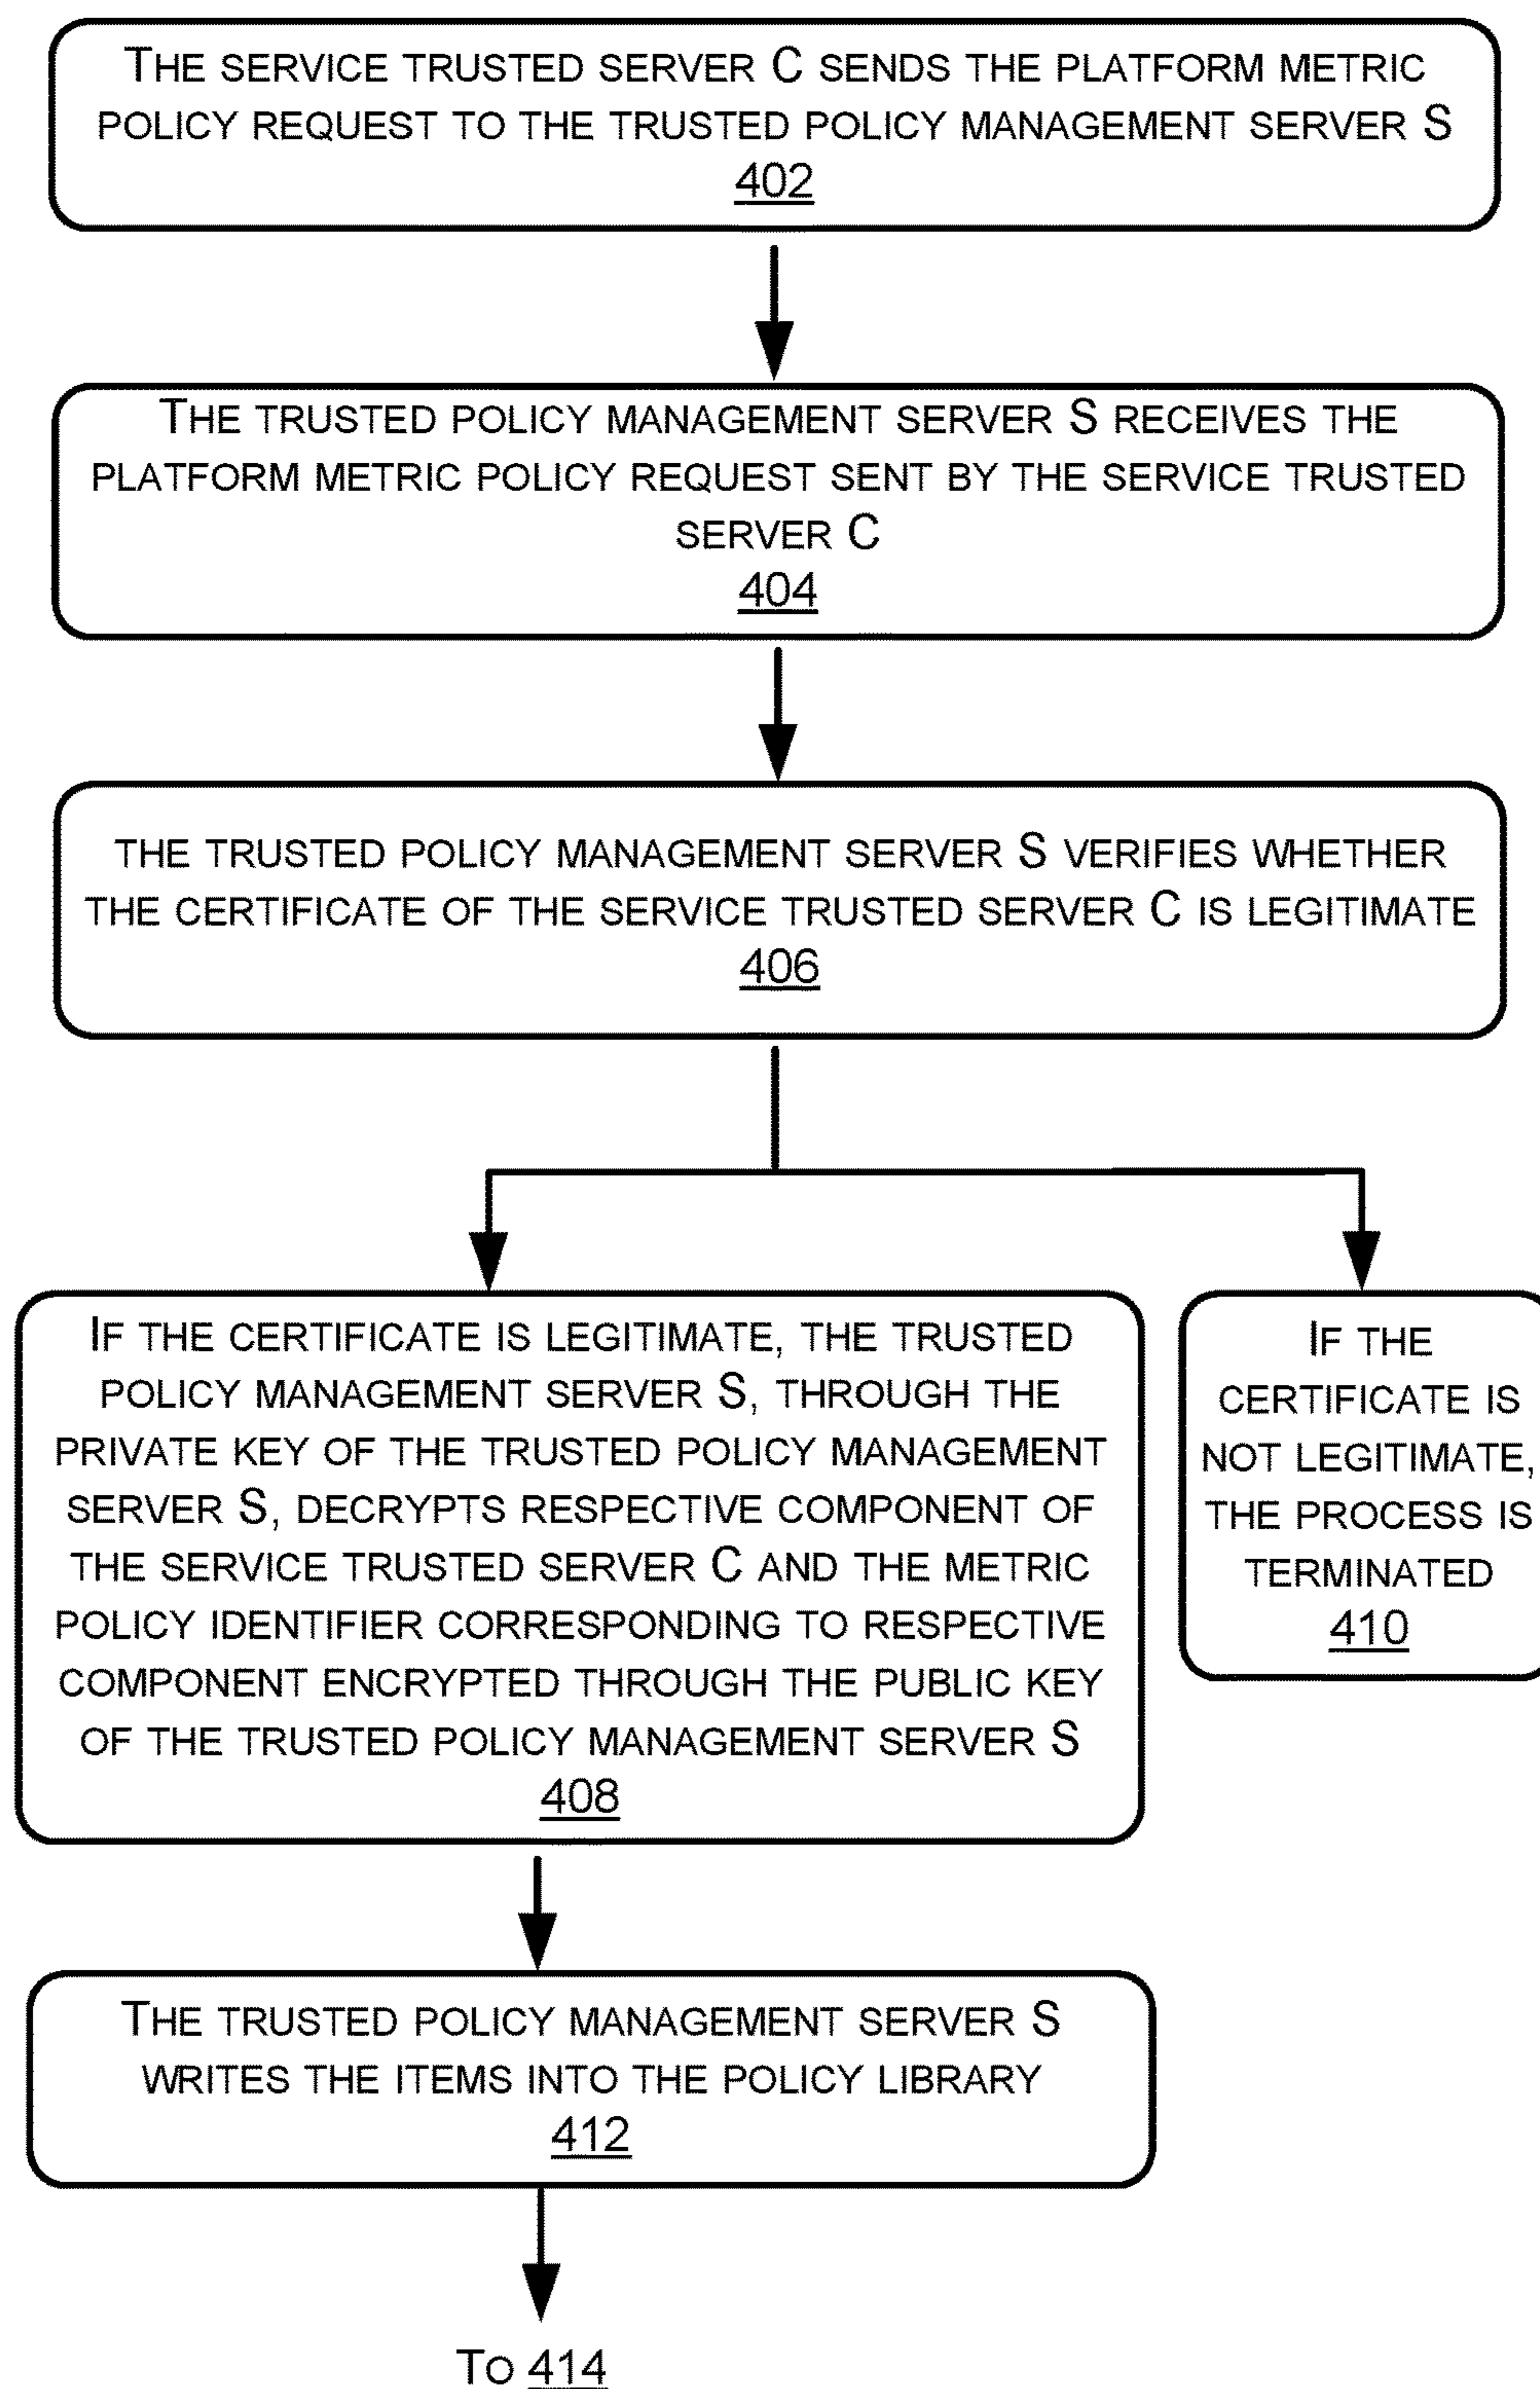 THE SERVICE TRUSTED SERVER C SENDS THE PLATFORM METRIC
POLICY REQUEST TO THE TRUSTED POLICY MANAGEMENT SERVER S
402
THE TRUSTED POLICY MANAGEMENT SERVER S RECEIVES THE
PLATFORM METRIC POLICY REQUEST SENT BY THE SERVICE TRUSTED
SERVER C
404
THE TRUSTED POLICY MANAGEMENT SERVER S VERIFIES WHETHER
THE CERTIFICATE OF THE SERVICE TRUSTED SERVER C IS LEGITIMATE
406
IF THE CERTIFICATE IS LEGITIMATE, THE TRUSTED
POLICY MANAGEMENT SERVER S, THROUGH THE
PRIVATE KEY OF THE TRUSTED POLICY MANAGEMENT
SERVER S, DECRYPTS RESPECTIVE COMPONENT OF
THE SERVICE TRUSTED SERVER C AND THE METRIC
POLICY IDENTIFIER CORRESPONDING TO RESPECTIVE
COMPONENT ENCRYPTED THROUGH THE PUBLIC KEY
OF THE TRUSTED POLICY MANAGEMENT SERVER S
408
IF THE
CERTIFICATE IS
NOT LEGITIMATE,
THE PROCESS IS
TERMINATED
410
THE TRUSTED POLICY MANAGEMENT SERVER S
WRITES THE ITEMS INTO THE POLICY LIBRARY
412
TO 414